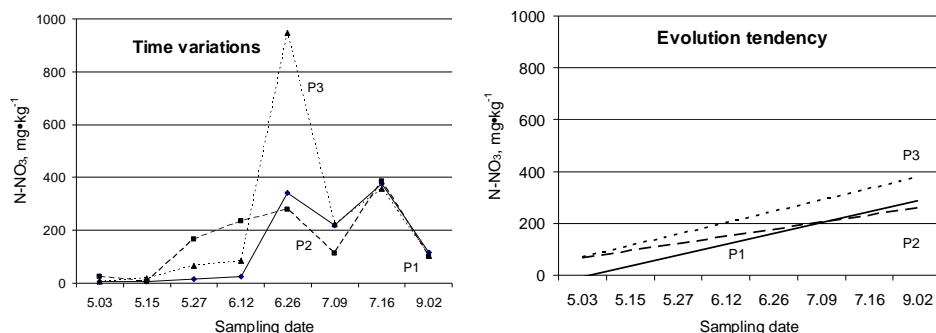 Time variations
1000
800
600
400
200
0
N-NO3, mg•kg-1
P3
P2
P1
5.03 5.15 5.27 6.12 6.26 7.09 7.16 9.02
Sampling date
Evolution tendency
1000
800
600
400
200
0
N-NO3, mg•kg-1
P3
P2
P1
5.03 5.15 5.27 6.12 6.26 7.09 7.16 9.02
Sampling date